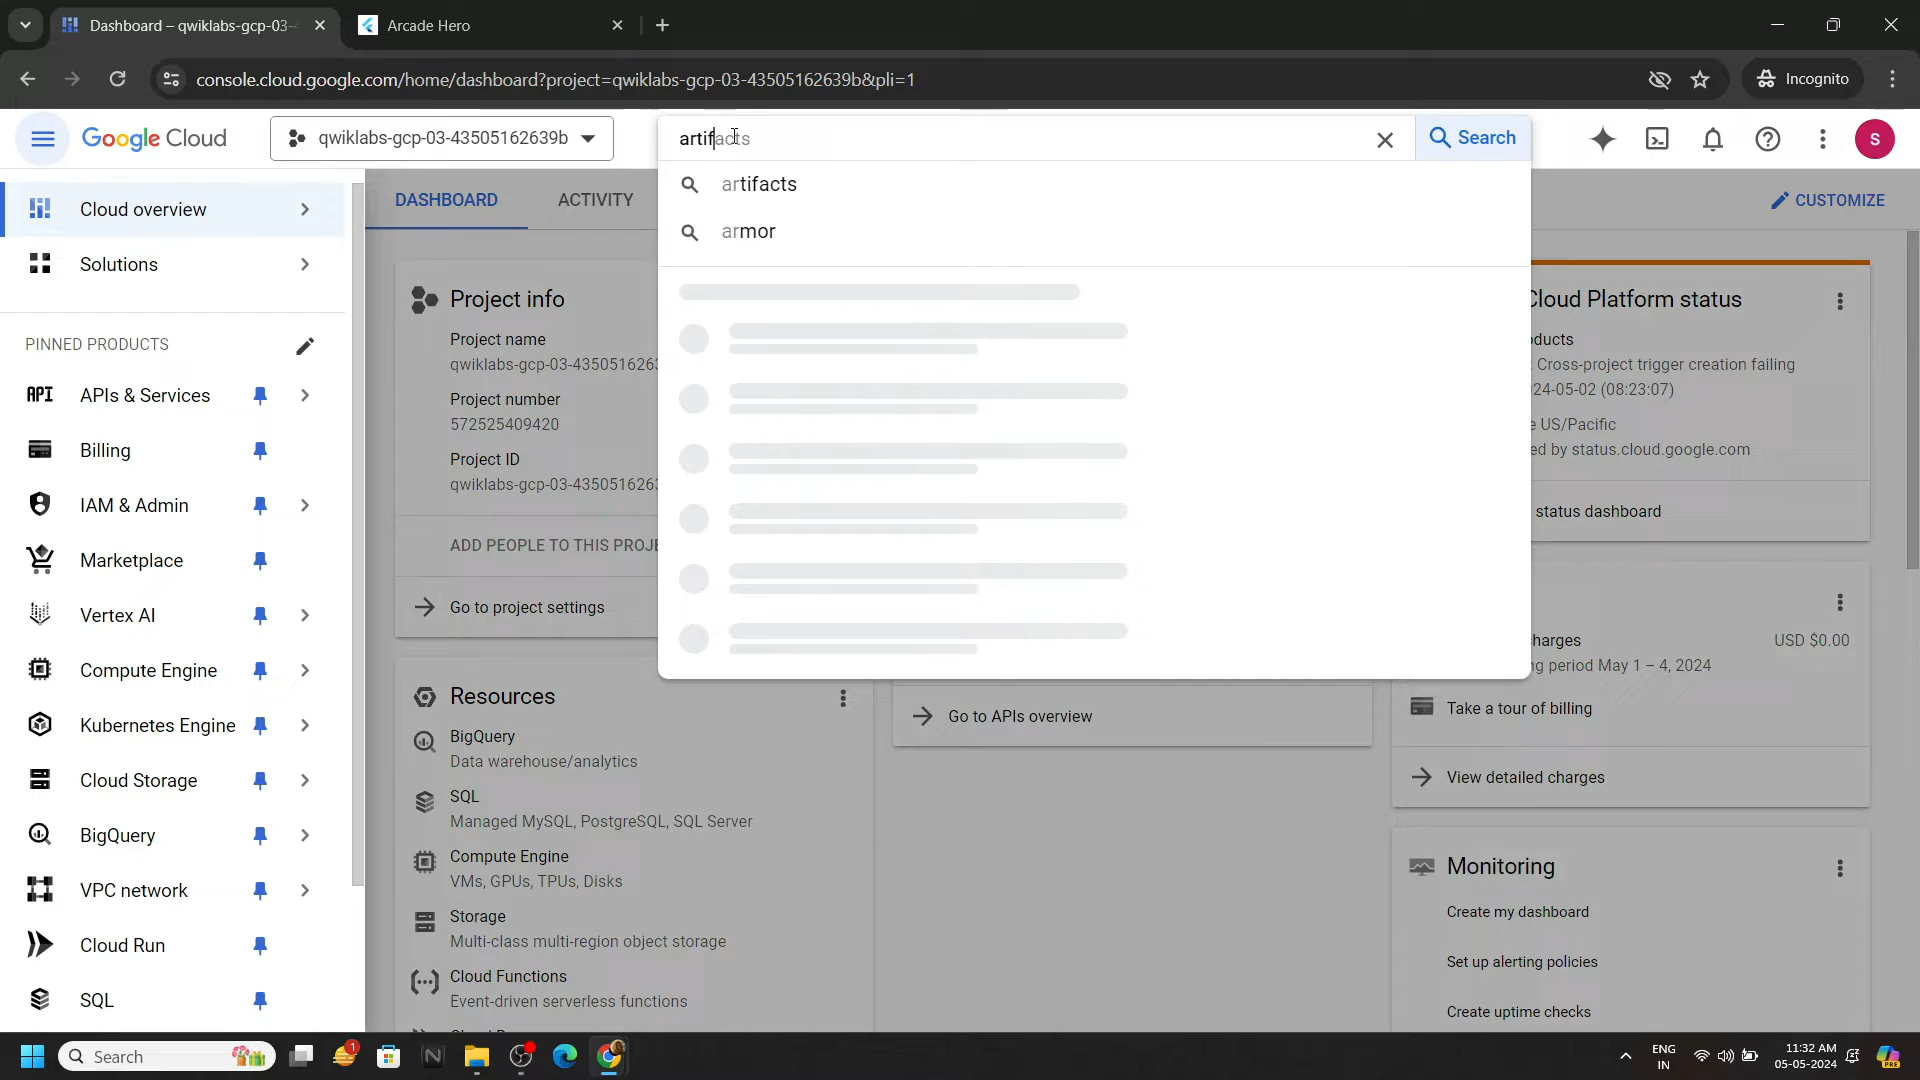 Dashboard – qwiklabs-gcp-03-
Arcade Hero
console.cloud.google.com/home/dashboard?project=qwiklabs-gcp-03-43505162639b&pli=1
Incognito
Google Cloud
qwiklabs-gcp-03-43505162639b
artifacts
Search
S
artifacts
armor
Cloud overview
Solutions
PINNED PRODUCTS
API APIs & Services
Billing
IAM & Admin
Marketplace
Vertex AI
Compute Engine
Kubernetes Engine
Cloud Storage
BigQuery
VPC network
Cloud Run
SQL
DASHBOARD
ACTIVITY
CUSTOMIZE
Project info
Project name
qwiklabs-gcp-03-4350516263
Project number
572525409420
Project ID
qwiklabs-gcp-03-4350516263
ADD PEOPLE TO THIS PROJE
Go to project settings
Resources
BigQuery
Data warehouse/analytics
SQL
Managed MySQL, PostgreSQL, SQL Server
Compute Engine
VMs, GPUs, TPUs, Disks
Storage
Multi-class multi-region object storage
Cloud Functions
Event-driven serverless functions
Go to APIs overview
Cloud Platform status
oducts
: Cross-project trigger creation failing
24-05-02 (08:23:07)
e US/Pacific
ed by status.cloud.google.com
status dashboard
harges
USD $0.00
ng period May 1 – 4, 2024
Take a tour of billing
View detailed charges
Monitoring
Create my dashboard
Set up alerting policies
Create uptime checks
Search
1
ENG
IN
11:32 AM
05-05-2024
PRE